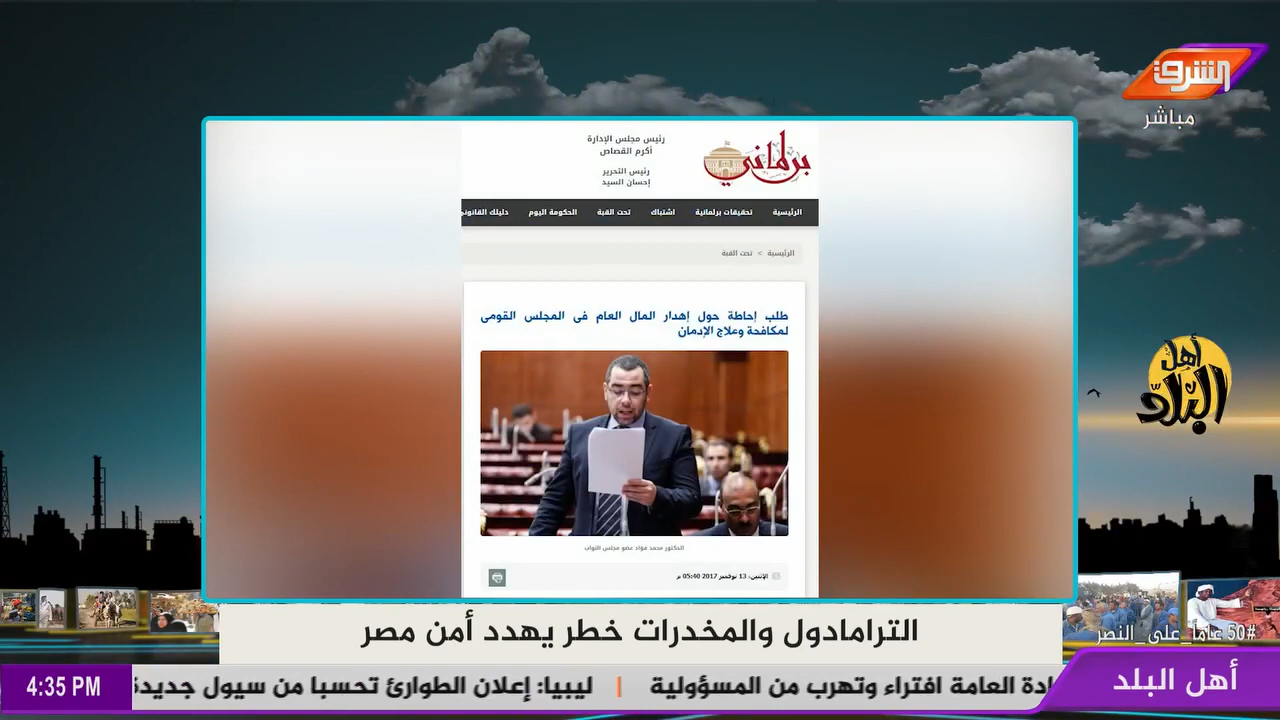 الشرق
مباشر
رئيس مجلس الإدارة
أكرم القصاص
رئيس التحرير
إحسان السيد
برلماني
الرئيسية
تحقيقات برلمانية
اشتباك
تحت القبة
الحكومة اليوم
دليلك القانوني
الرئيسية > تحت القبة
طلب إحاطة حول إهدار المال العام فى المجلس القومى
لمكافحة وعلاج الإدمان
الدكتور محمد فؤاد عضو مجلس النواب
الإثنين، 13 نوفمبر 2017 05:40 م
أهل البلد
الترامادول والمخدرات خطر يهدد أمن مصر
#50 عاماً_على_النصر
أهل البلد
العامة افتراء وتهرب من المسؤولية | ليبيا: إعلان الطوارئ تحسبا من سيول جديدة
4:35 PM